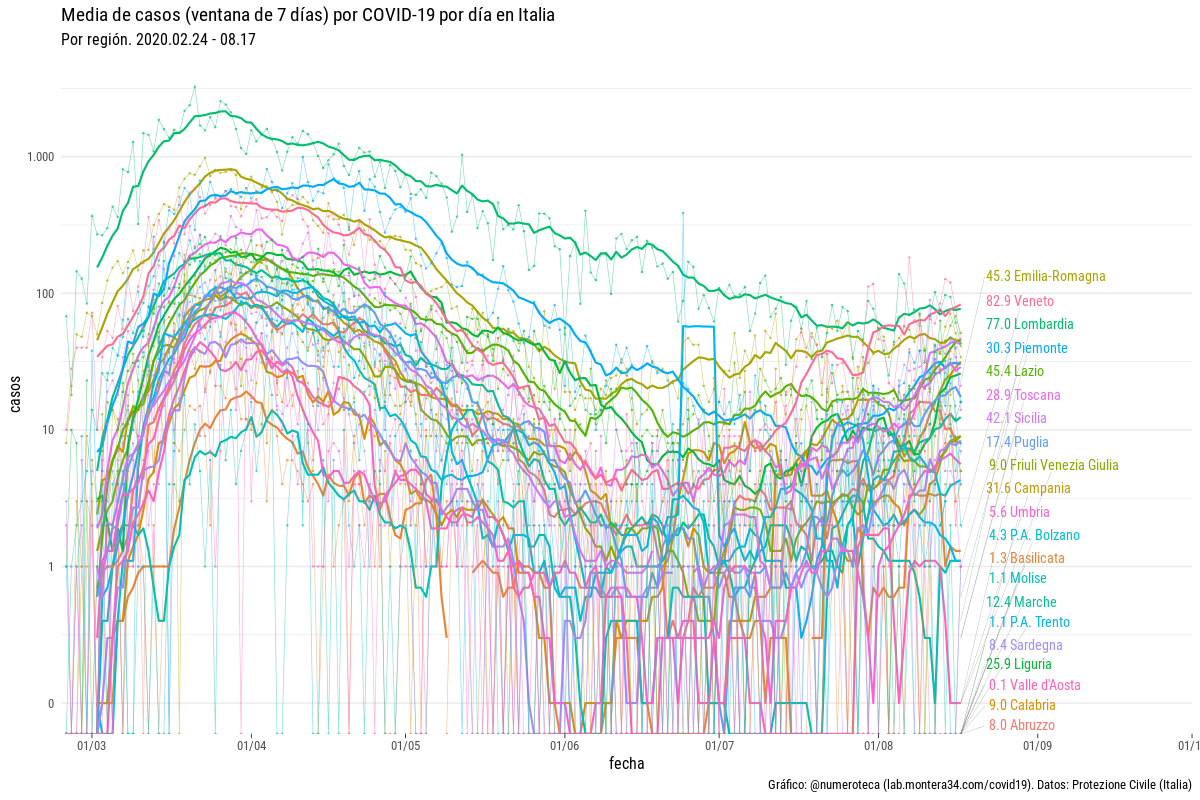 Media de casos (ventana de 7 días) por COVID-19 por día en Italia
Por región. 2020.02.24 - 08.17
casos
1.000
100
10
1
0
45.3 Emilia-Romagna
82.9 Veneto
77.0 Lombardia
30.3 Piemonte
45.4 Lazio
28.9 Toscana
42.1 Sicilia
17.4 Puglia
9.0 Friuli Venezia Giulia
31.6 Campania
5.6 Umbria
4.3 P.A. Bolzano
1.3 Basilicata
1.1 Molise
12.4 Marche
1.1 P.A. Trento
8.4 Sardegna
25.9 Liguria
0.1 Valle d'Aosta
9.0 Calabria
8.0 Abruzzo
01/03 01/04 01/05 01/06 01/07 01/08 01/09 01/1
fecha
Gráfico: @numeroteca (lab.montera34.com/covid19). Datos: Protezione Civile (Italia)